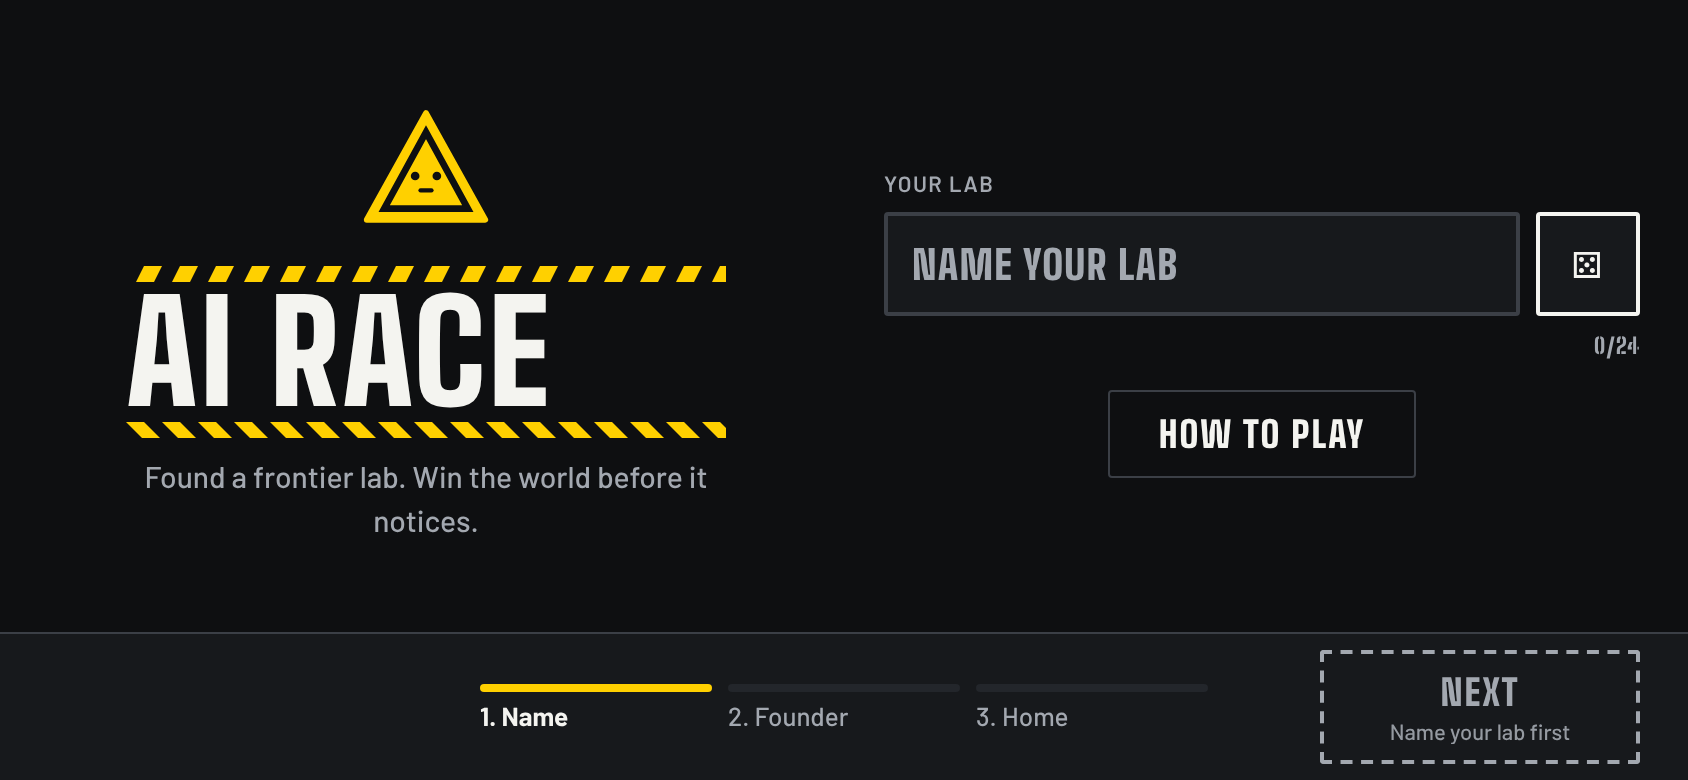 AI RACE
Found a frontier lab. Win the world before it
notices.
YOUR LAB
NAME YOUR LAB
0/24
HOW TO PLAY
1. Name
2. Founder
3. Home
NEXT
Name your lab first